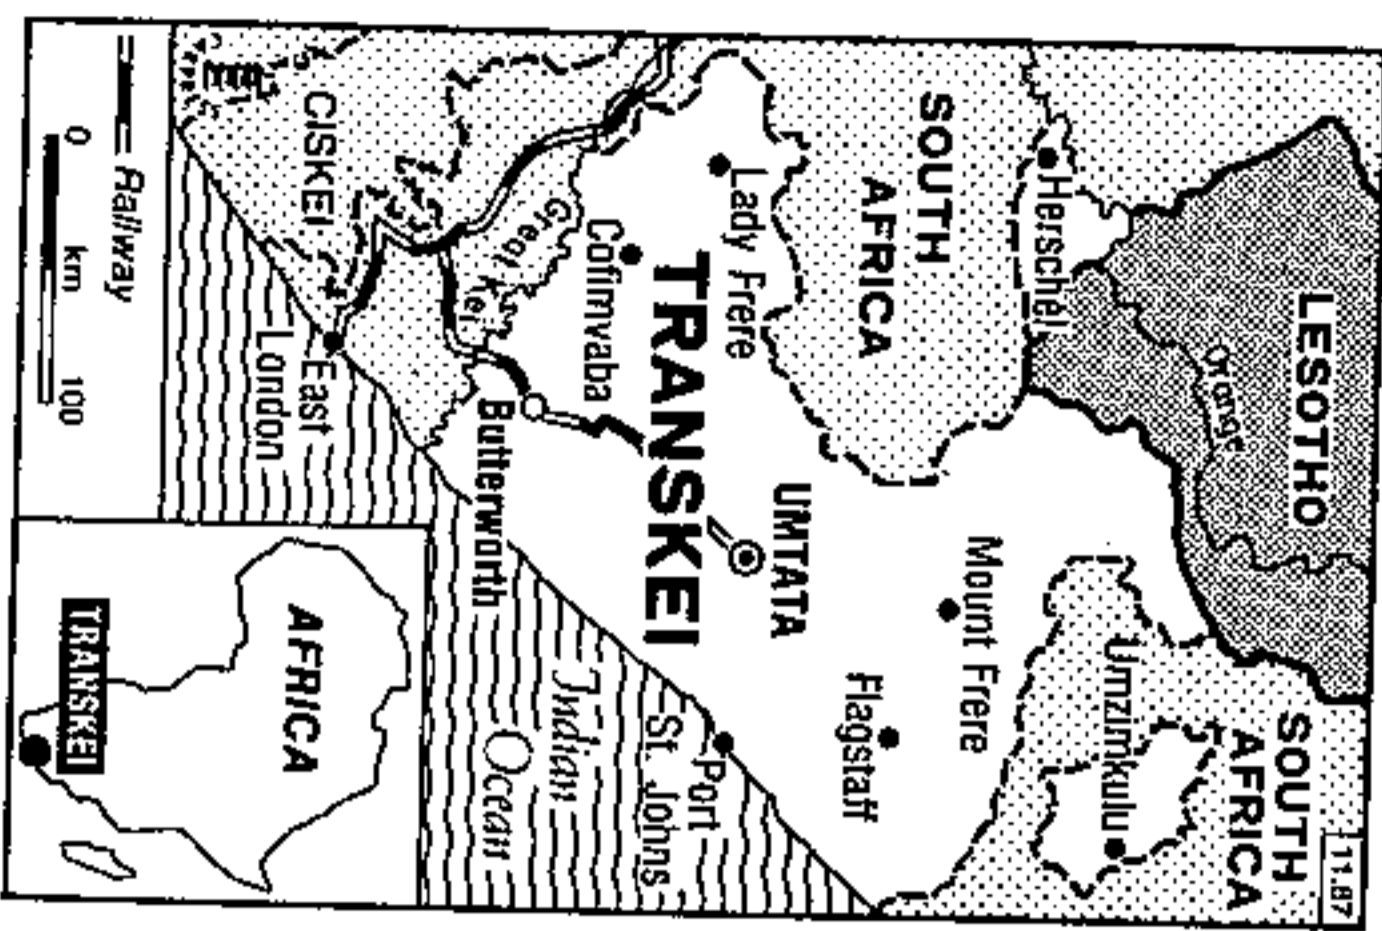 11.87
LESOTHO
Orange
SOUTH
AFRICA
Herschel
Umzimkulu
SOUTH
AFRICA
Mount Frere
Lady Frere
UMTATA
Flagstaff
TRANSKEI
Cofimvaba
Port
St. Johns
Great Kei
Butterworth
Indian
Ocean
CISKEI
East
London
Railway
0 km 100
AFRICA
TRANSKEI